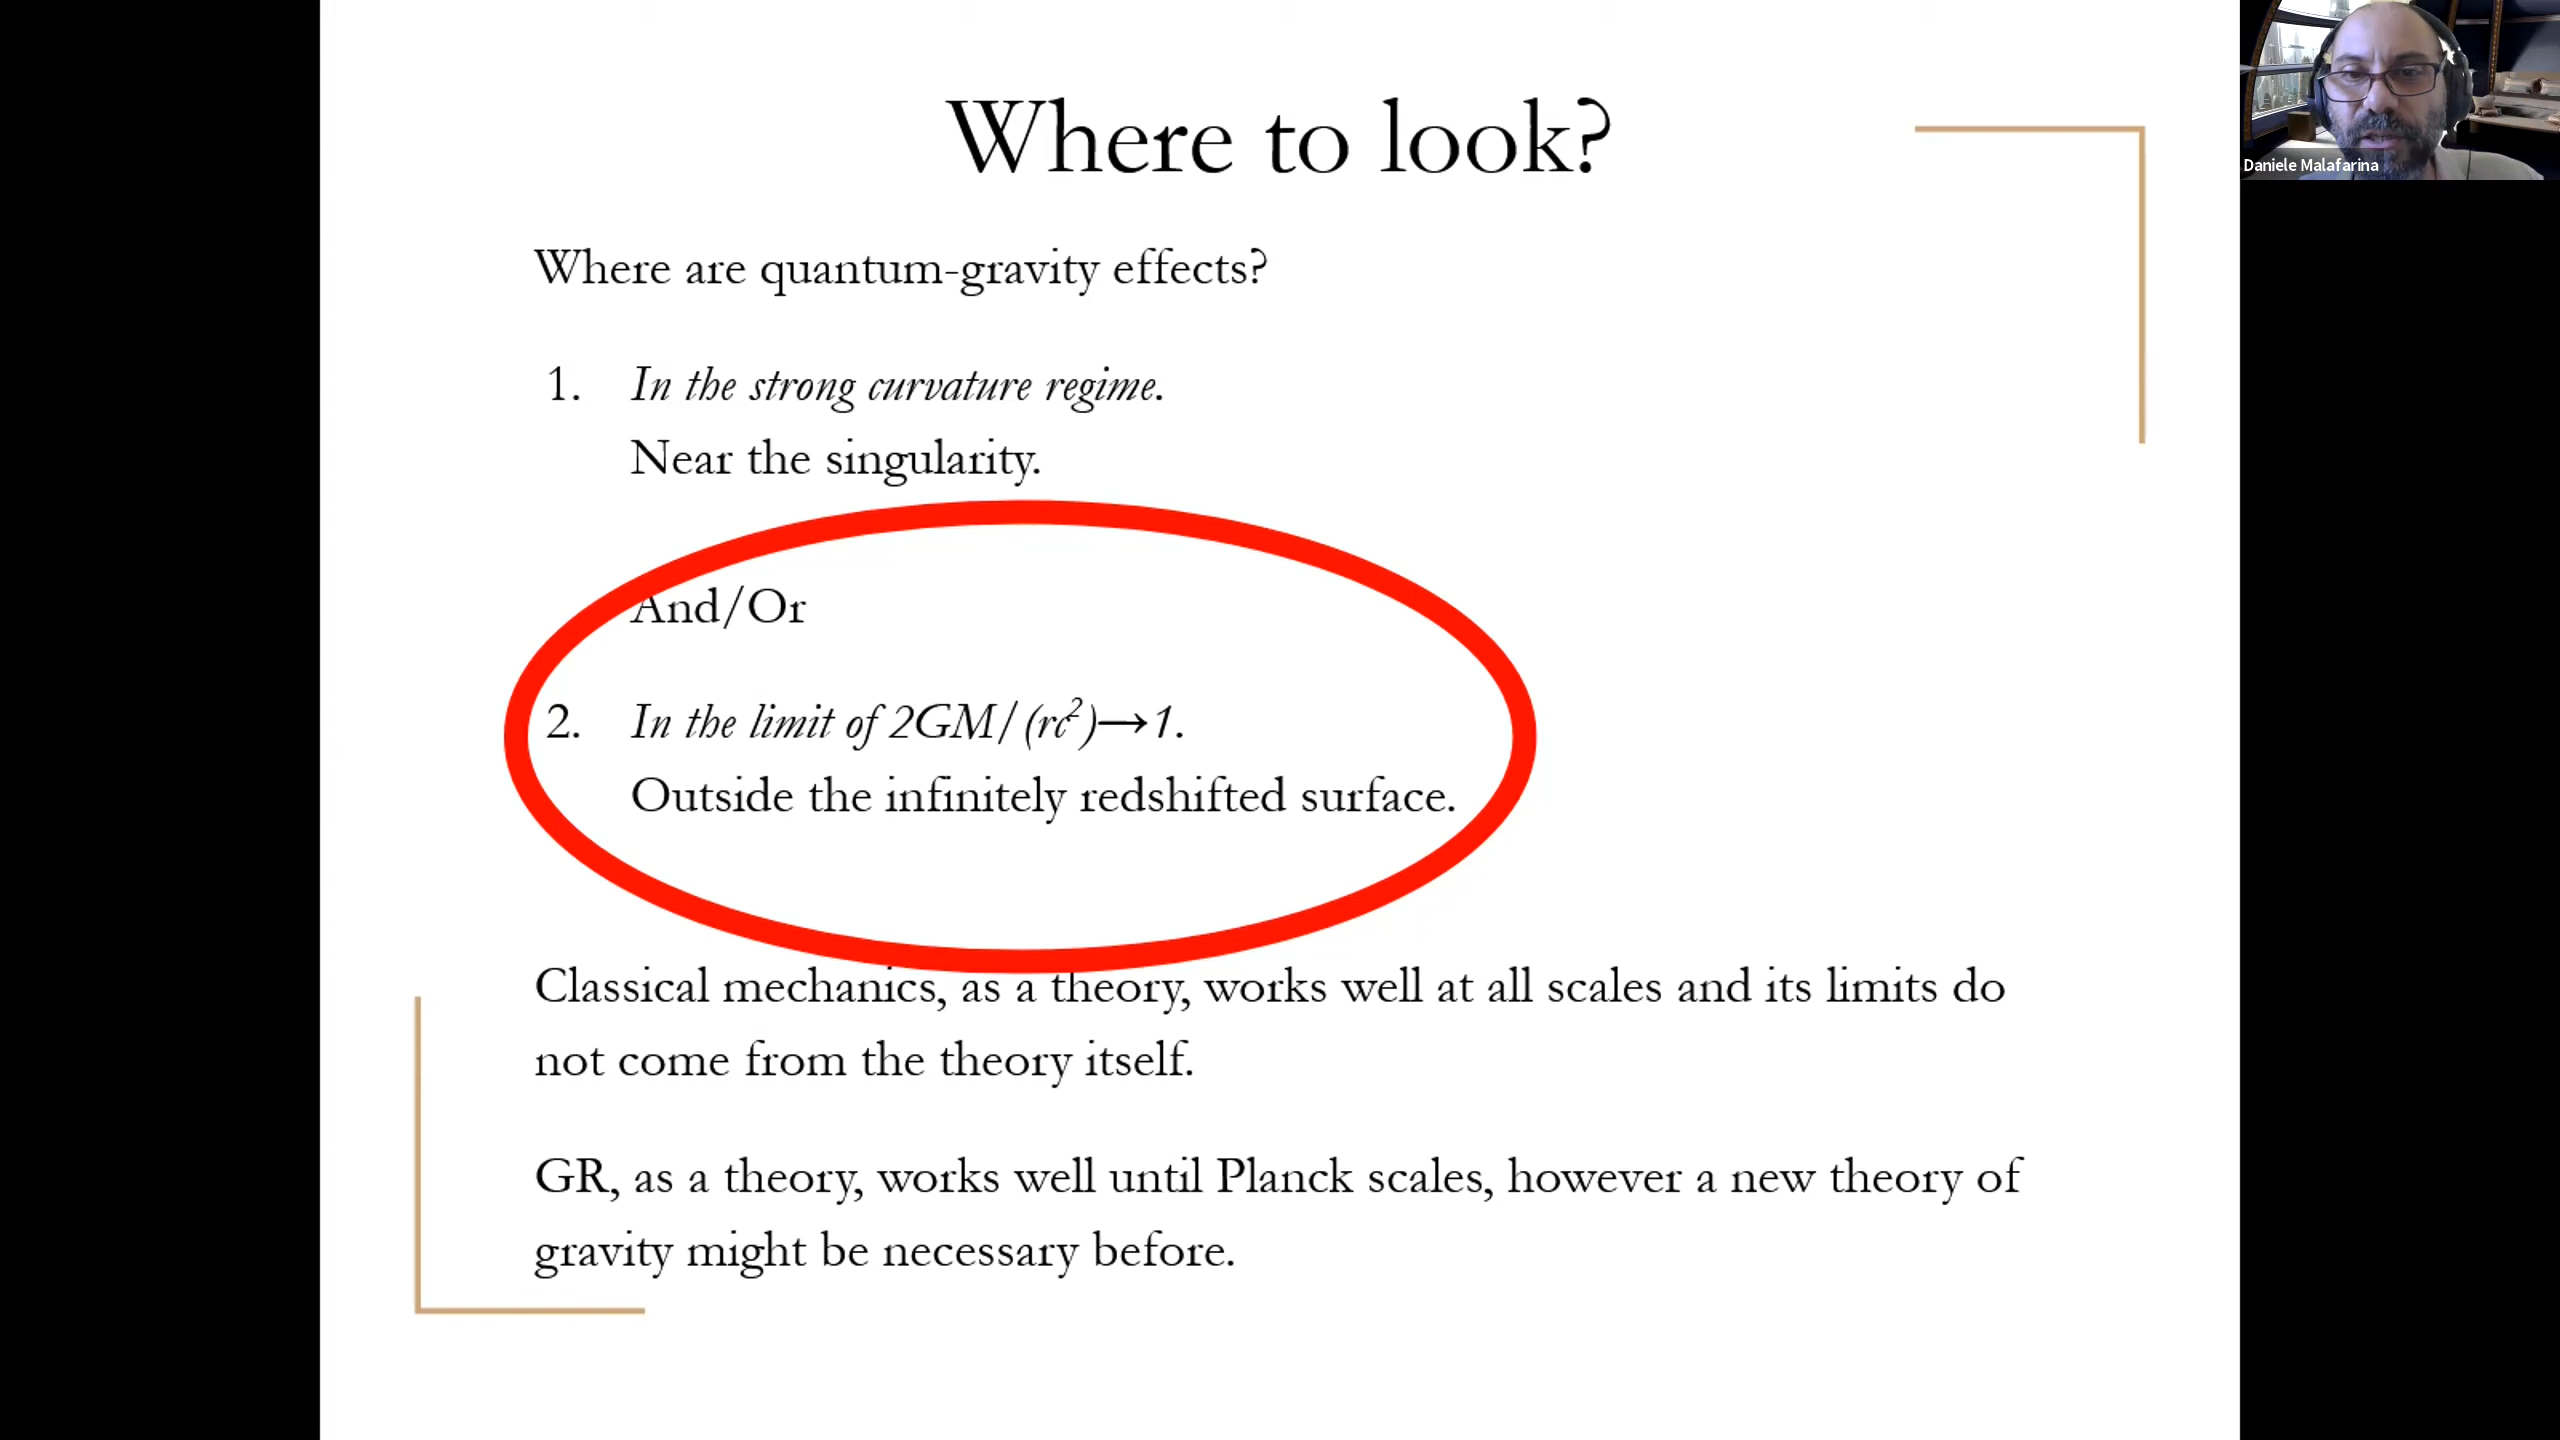 Where to look?
Daniele Malafarina
Where are quantum-gravity effects?
1. In the strong curvature regime.
Near the singularity.
And/Or
2. In the limit of 2GM/(rc²)→1.
Outside the infinitely redshifted surface.
Classical mechanics, as a theory, works well at all scales and its limits do
not come from the theory itself.
GR, as a theory, works well until Planck scales, however a new theory of
gravity might be necessary before.